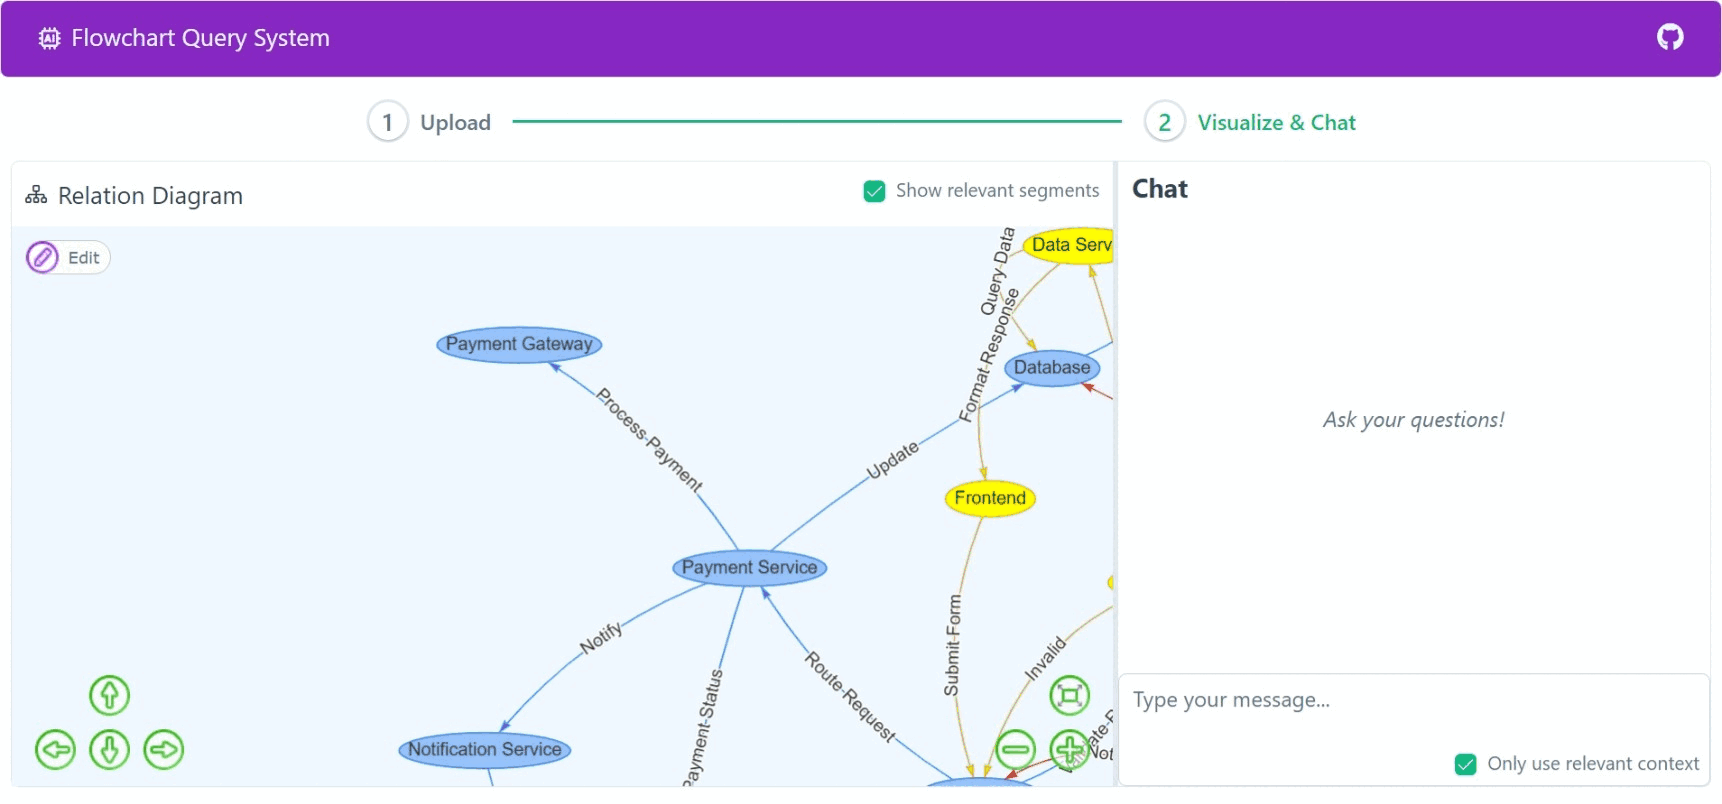 Flowchart Query System
1 Upload
2 Visualize & Chat
Relation Diagram
Show relevant segments
Chat
Edit
Data Serv
Query-Data
Format-Response
Payment Gateway
Database
Process-Payment
Update
Ask your questions!
Frontend
Payment Service
Notify
Submit-Form
Invalid
Route-Request
Payment-Status
Notification Service
Not
Type your message...
Only use relevant context